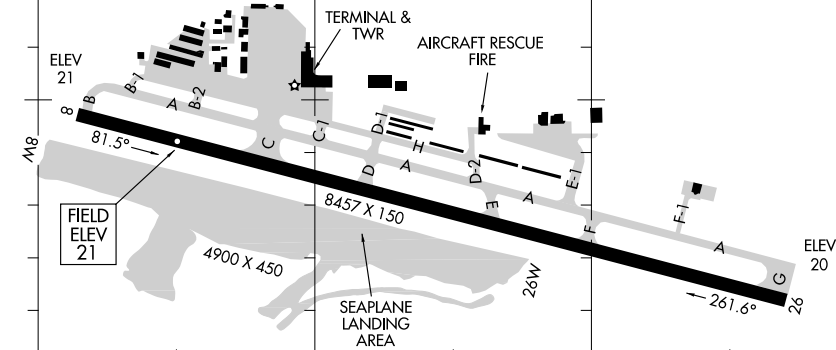 TERMINAL &
TWR
AIRCRAFT RESCUE
FIRE
ELEV
21
B
B-1
A
B-2
8
81.5°
C
C-1
D-1
H
D
A
D-2
E
A
E-1
F
F-1
A
G
ELEV
20
26
261.6°
8W
8457 X 150
FIELD
ELEV
21
4900 X 450
26W
SEAPLANE
LANDING
AREA